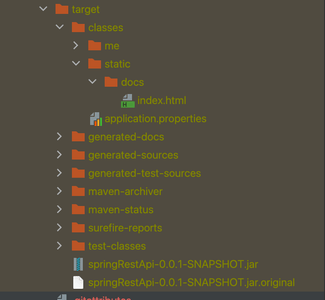 target
classes
me
static
docs
index.html
application.properties
generated-docs
generated-sources
generated-test-sources
maven-archiver
maven-status
surefire-reports
test-classes
springRestApi-0.0.1-SNAPSHOT.jar
springRestApi-0.0.1-SNAPSHOT.jar.original
.gitattributes